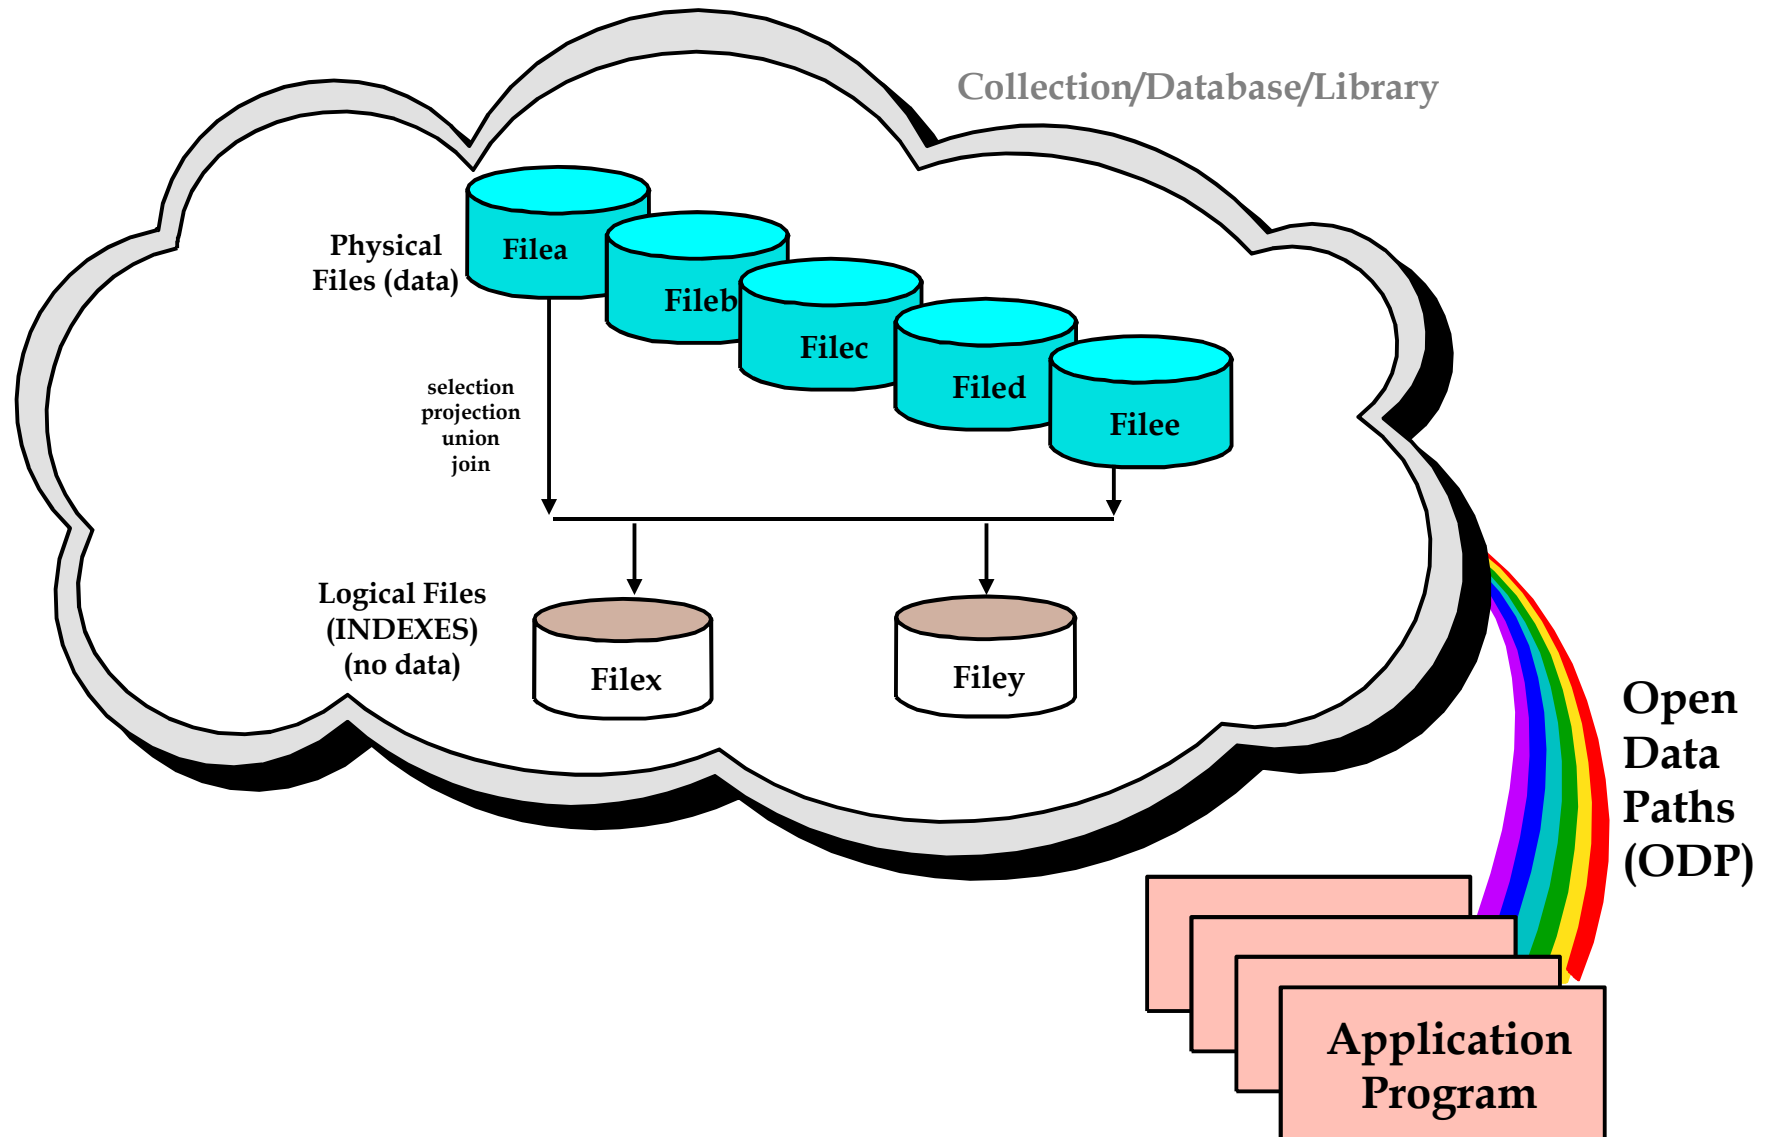 Collection/Database/Library
Physical
Files (data)
Filea
Fileb
Filec
Filed
Filee
selection
projection
union
join
Logical Files
(INDEXES)
(no data)
Filex
Filey
Open
Data
Paths
(ODP)
Application
Program